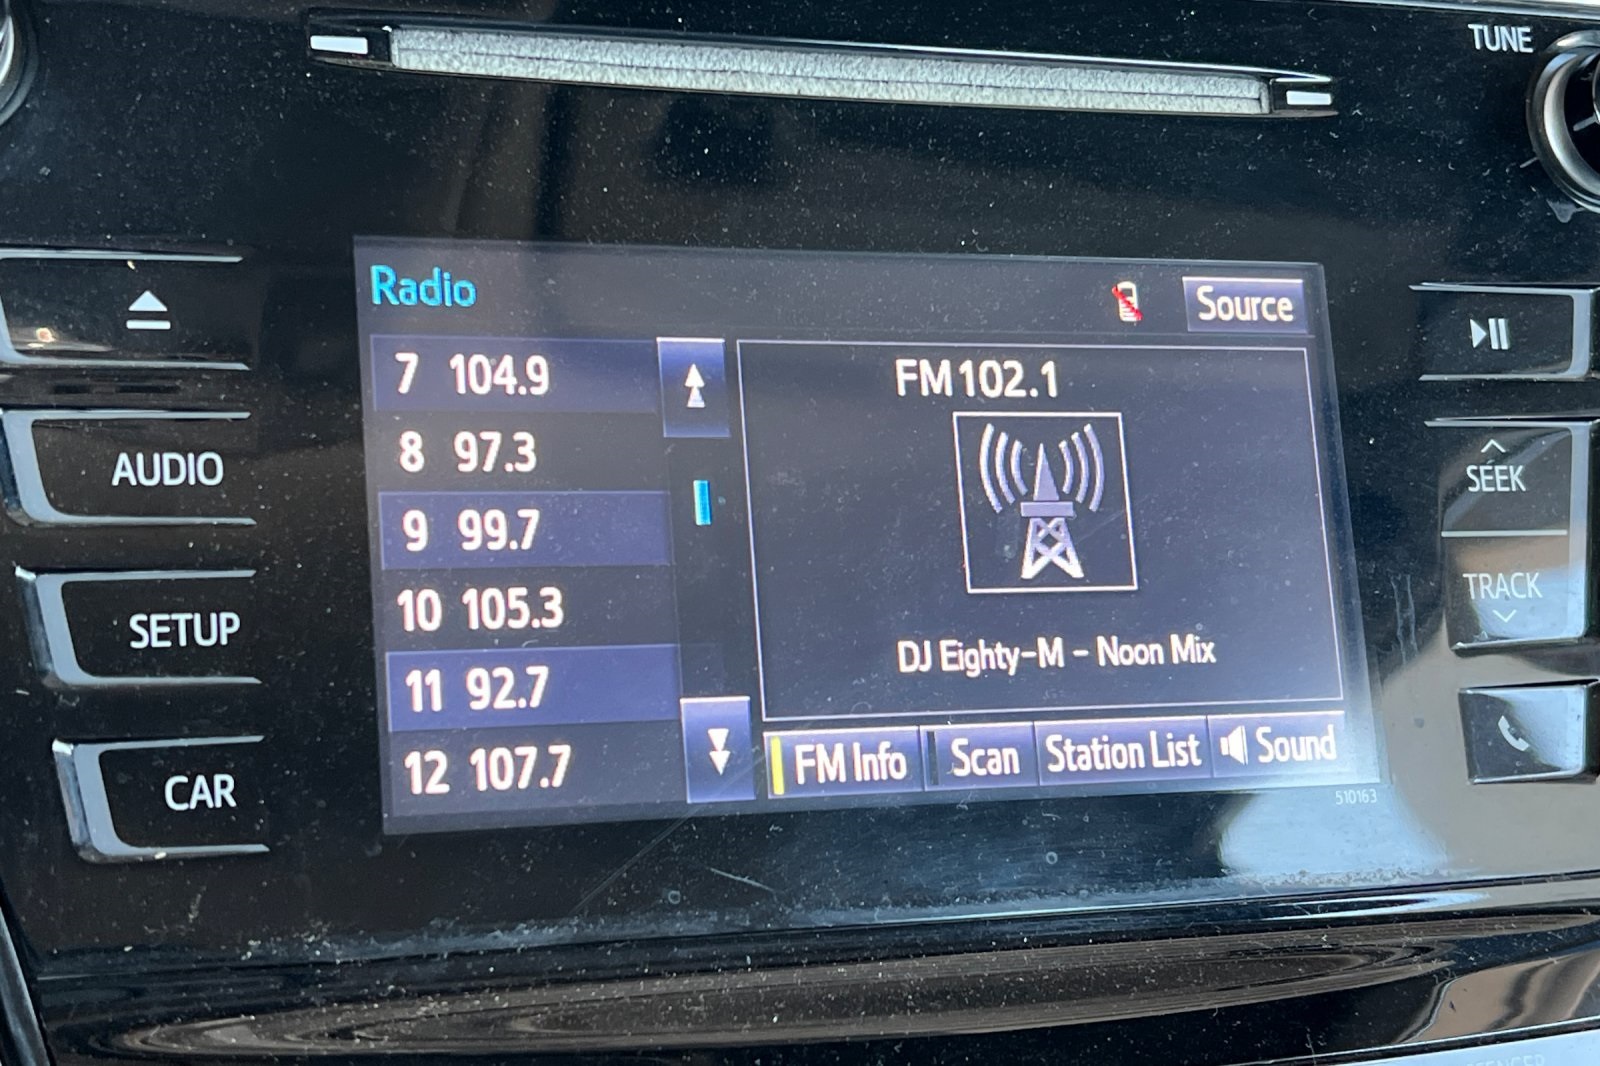 TUNE
Radio
Source
7 104.9
8 97.3
9 99.7
10 105.3
11 92.7
12 107.7
FM 102.1
DJ Eighty-M - Noon Mix
FM Info
Scan
Station List
Sound
510163
AUDIO
SETUP
CAR
SEEK
TRACK